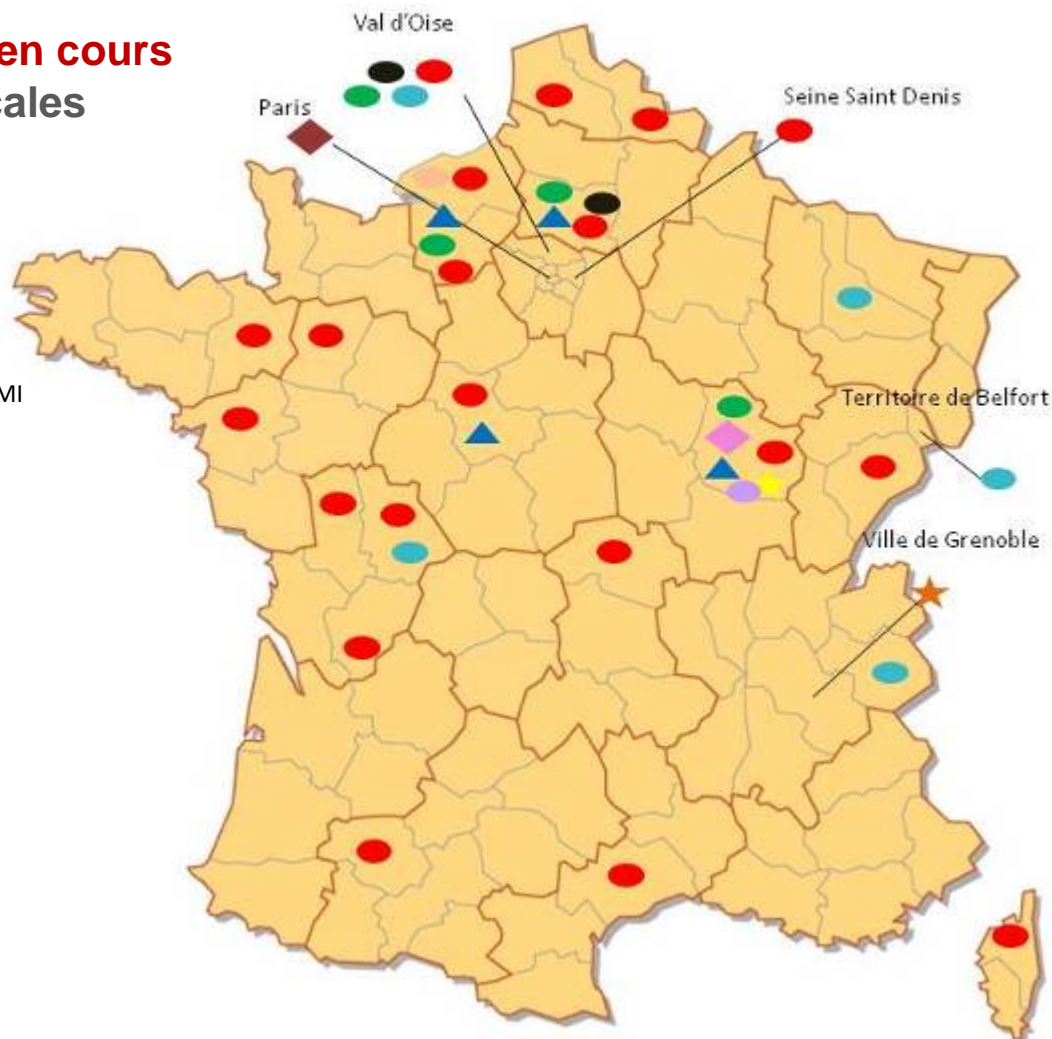 en cours
cales
Val d'Oise
Paris
Seine Saint Denis
MI
Territoire de Belfort
Ville de Grenoble